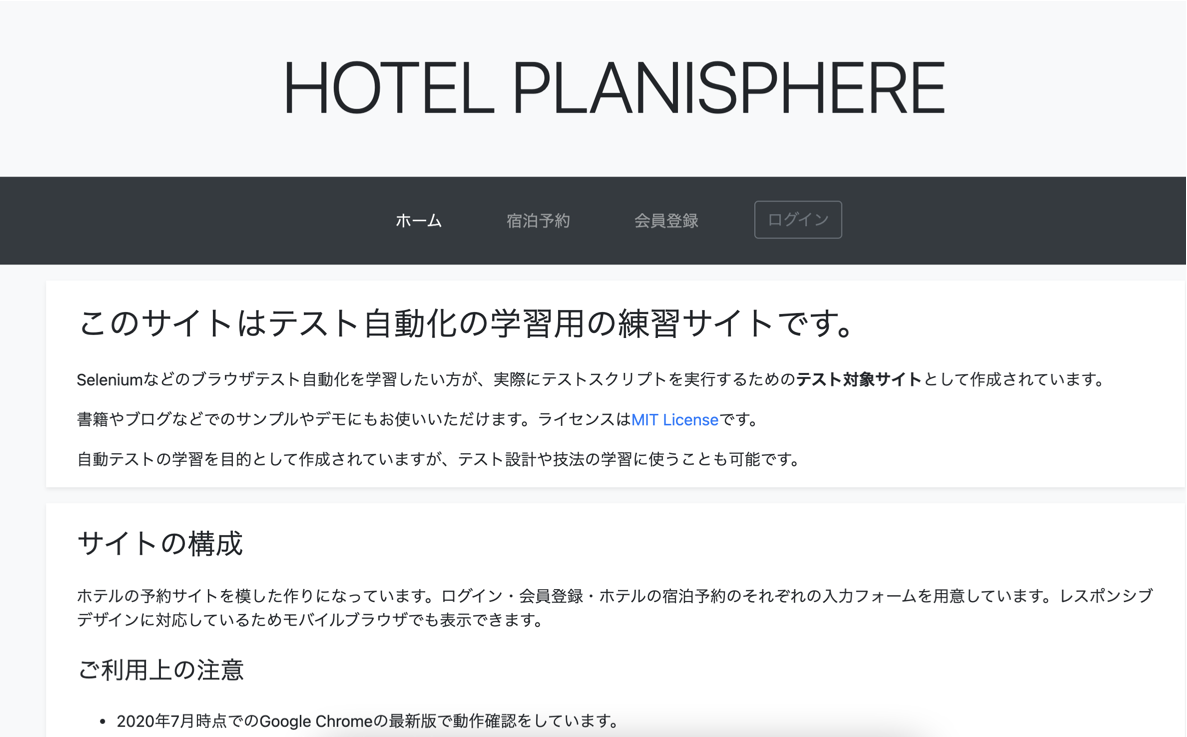 HOTEL PLANISPHERE
ホーム 宿泊予約 会員登録 ログイン
このサイトはテスト自動化の学習用の練習サイトです。
Seleniumなどのブラウザテスト自動化を学習したい方が、実際にテストスクリプトを実行するためのテスト対象サイトとして作成されています。
書籍やブログなどでのサンプルやデモにもお使いいただけます。ライセンスはMIT Licenseです。
自動テストの学習を目的として作成されていますが、テスト設計や技法の学習に使うことも可能です。
サイトの構成
ホテルの予約サイトを模した作りになっています。ログイン・会員登録・ホテルの宿泊予約のそれぞれの入力フォームを用意しています。レスポンシブ
デザインに対応しているためモバイルブラウザでも表示できます。
ご利用上の注意
• 2020年7月時点でのGoogle Chromeの最新版で動作確認をしています。